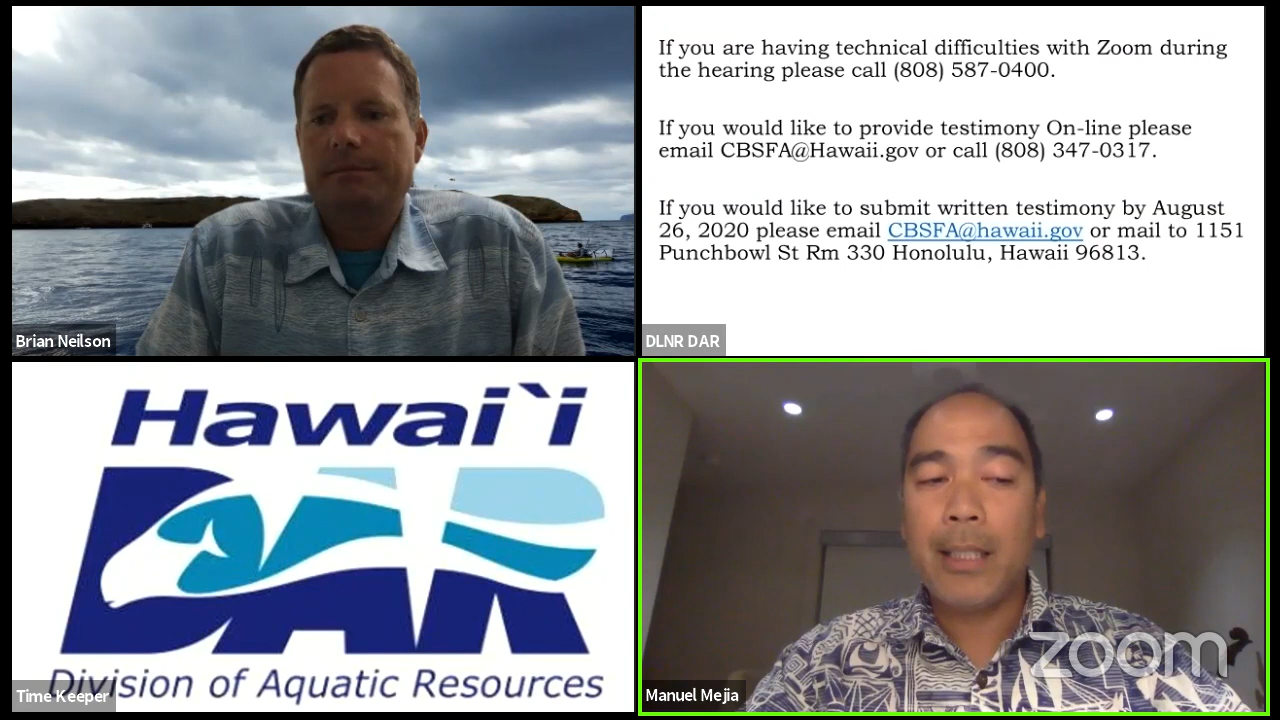 If you are having technical difficulties with Zoom during
the hearing please call (808) 587-0400.
If you would like to provide testimony On-line please
email CBSFA@Hawaii.gov or call (808) 347-0317.
If you would like to submit written testimony by August
26, 2020 please email CBSFA@hawaii.gov or mail to 1151
Punchbowl St Rm 330 Honolulu, Hawaii 96813.
Brian Neilson
DLNR DAR
Hawai`i
DAR
Division of Aquatic Resources
Time Keeper
Manuel Mejia
zoom